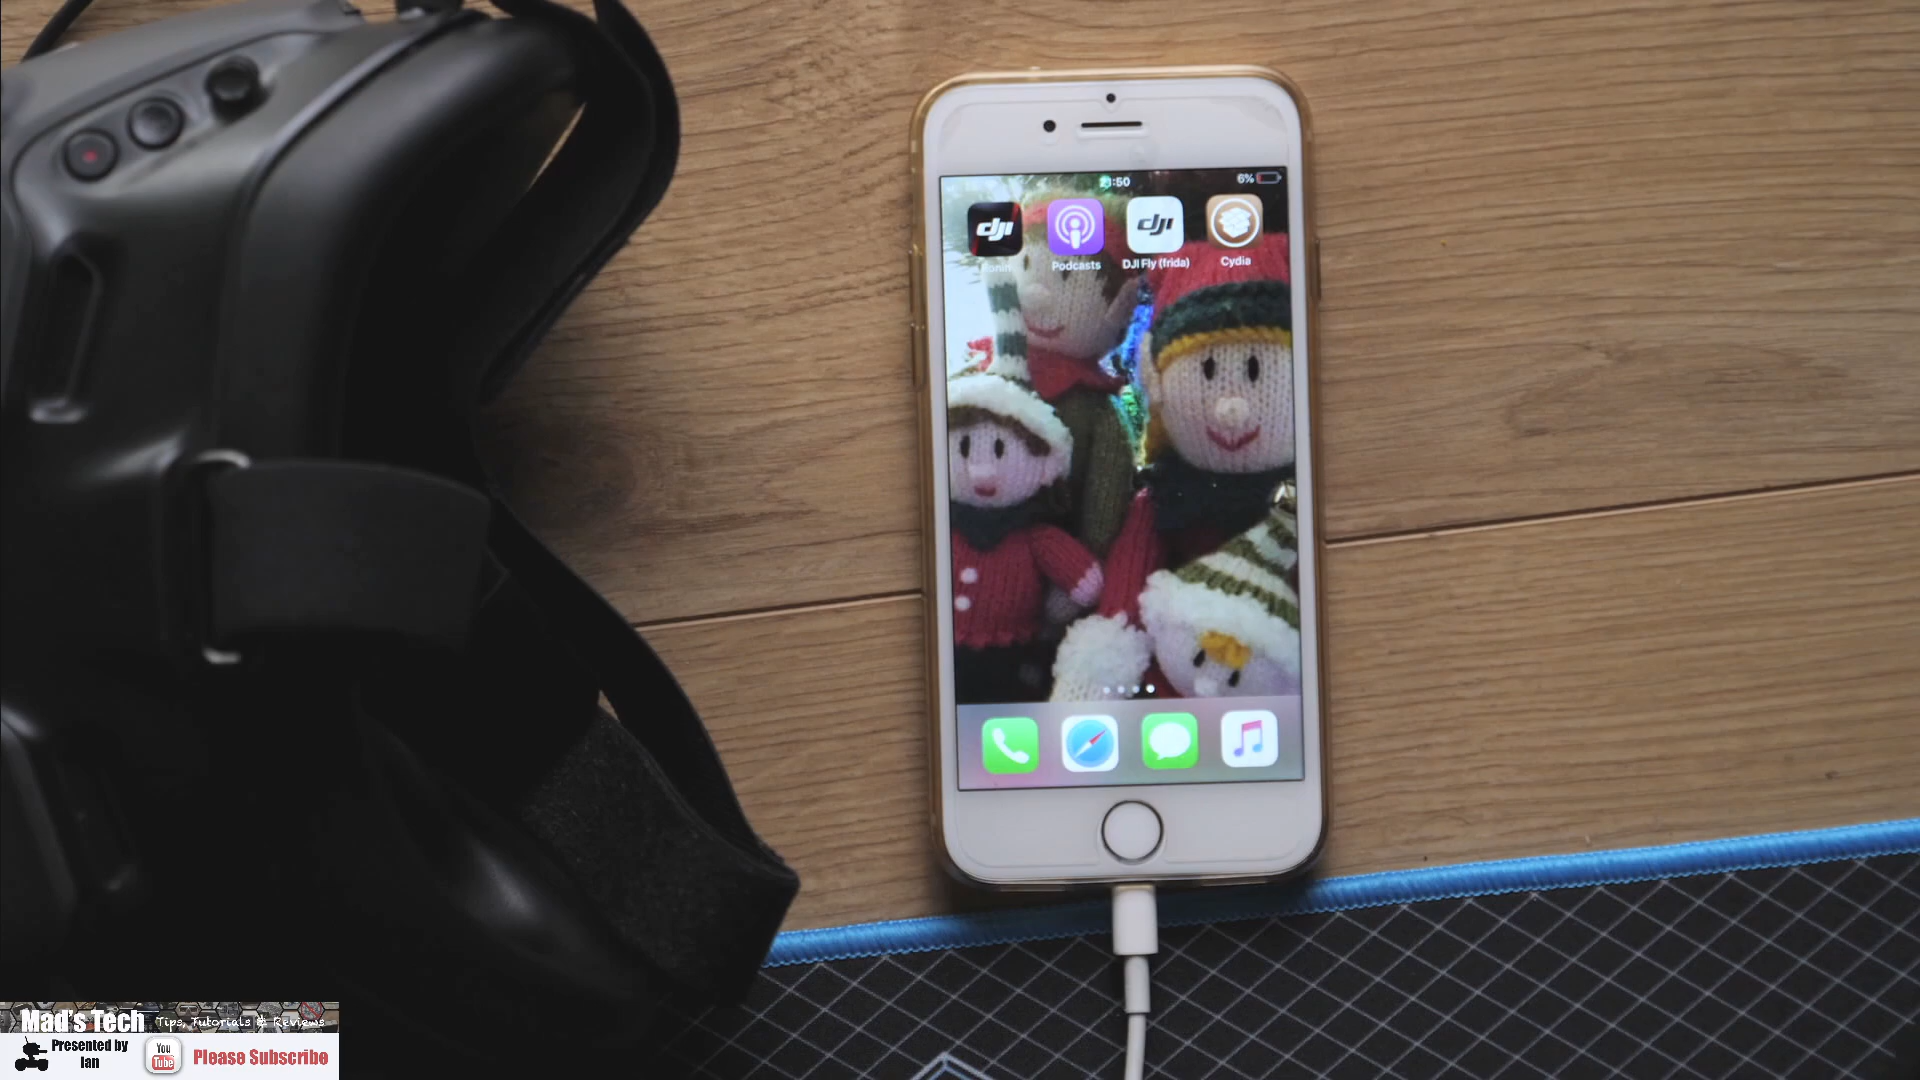 6%
dji
dji
Ronin
Podcasts
DJI Fly (frida)
Cydia
Mad's Tech
Tips, Tutorials & Reviews
Presented by
Ian
You
Tube
Please Subscribe